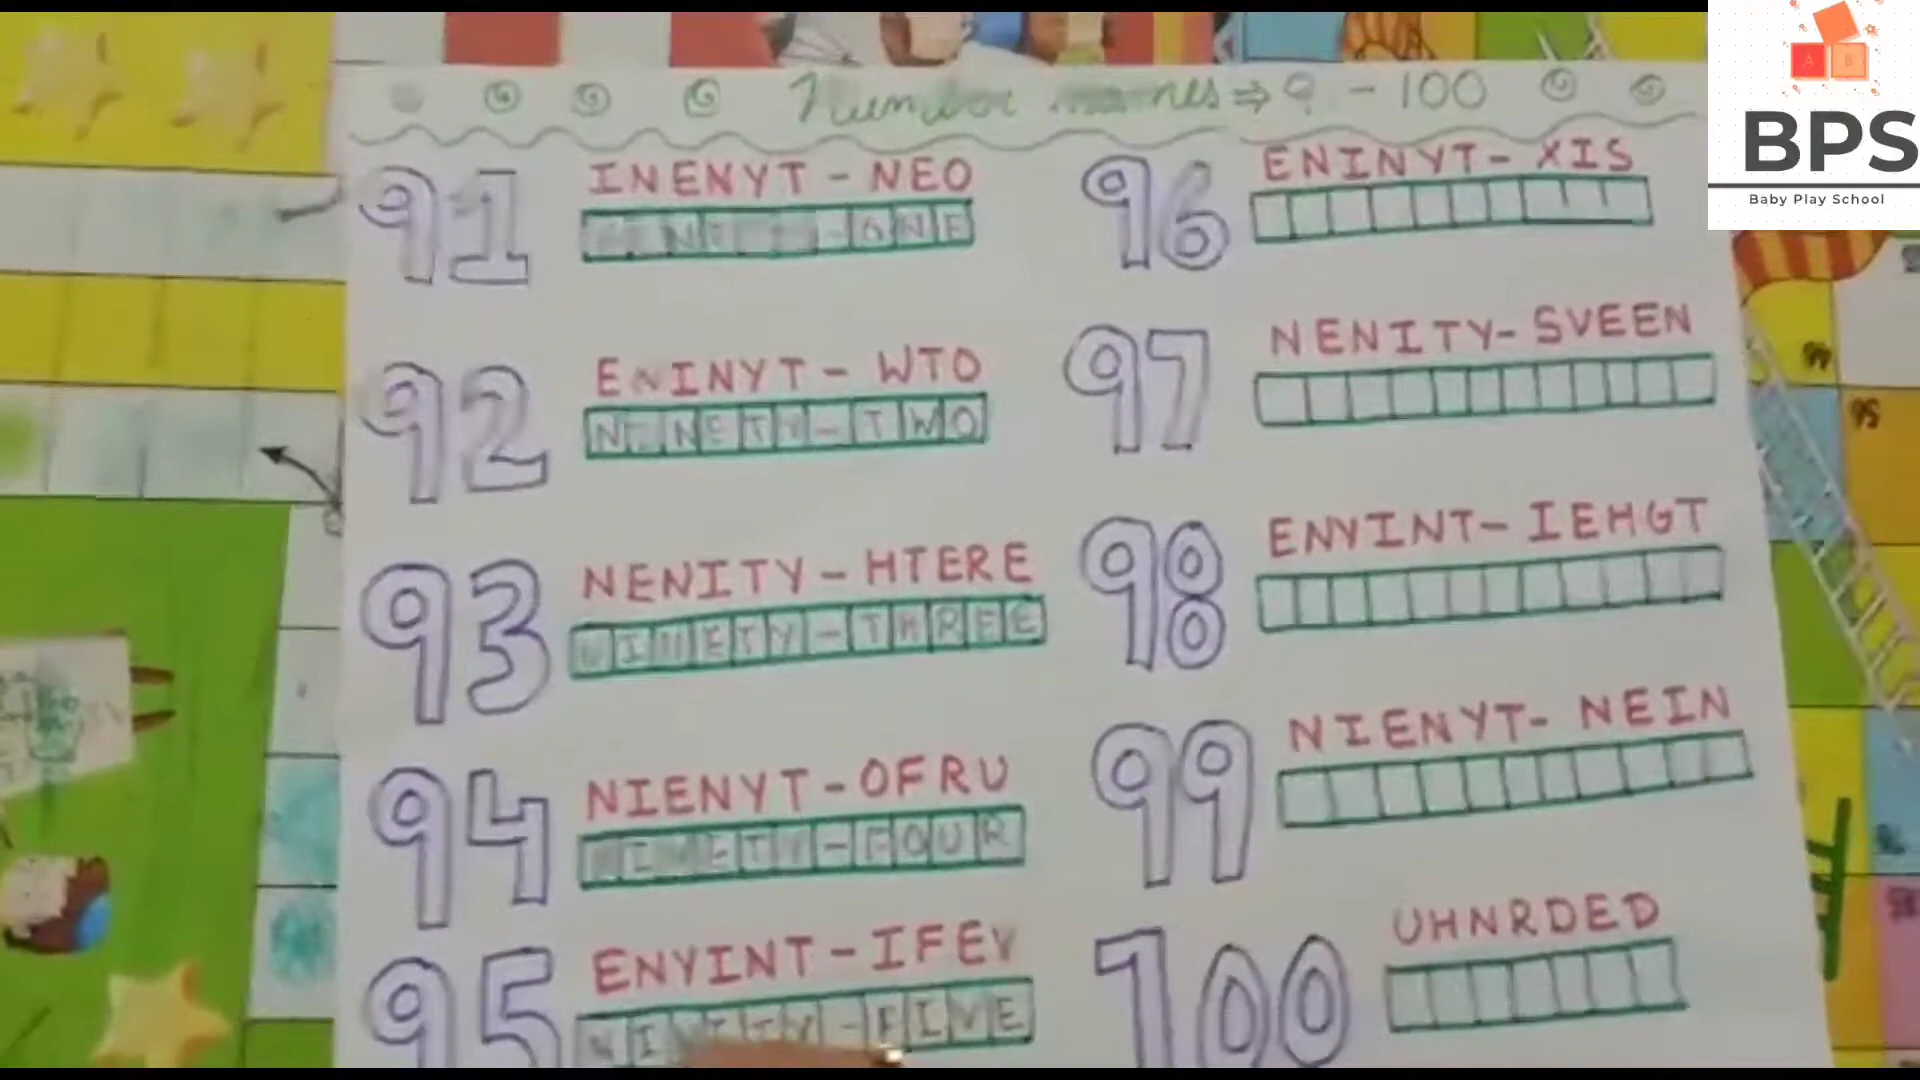 Number names ⇒ 9 - 100
91 INENYT - NEO
NINETY-ONE
92 ENINYT - WTO
NINETY-TWO
93 NENITY - HTERE
NINETY-THREE
94 NIENYT - OFRU
NINETY-FOUR
95 ENYINT - IFEV
NINETY-FIVE
96 ENINYT - XIS
97 NENITY - SVEEN
98 ENYINT - IEHGT
99 NIENYT - NEIN
100 UHNRDED
A B
BPS
Baby Play School